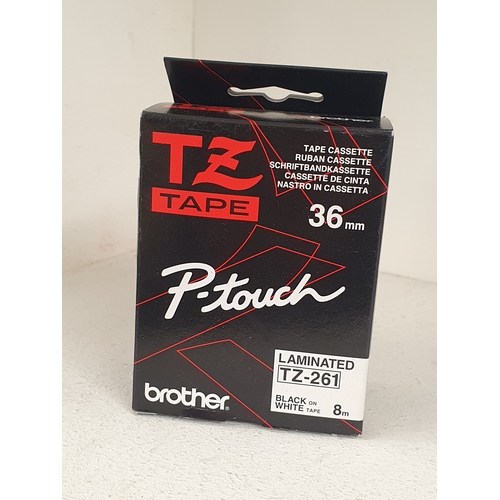 TZ
TAPE
TAPE CASSETTE
RUBAN CASSETTE
SCHRIFTBANDKASSETTE
CASSETTE DE CINTA
NASTRO IN CASSETTA
36 mm
P-touch
LAMINATED
TZ-261
BLACK ON
WHITE TAPE 8m
brother®